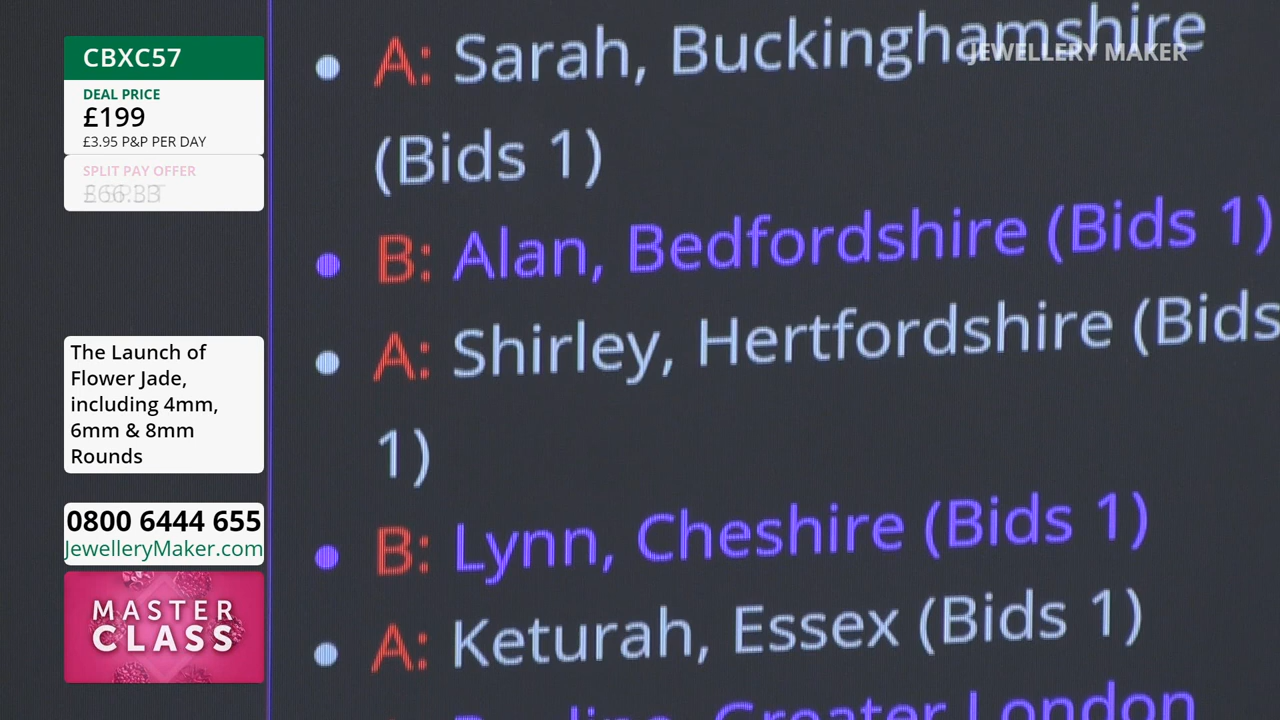 CBXC57
DEAL PRICE
£199
£3.95 P&P PER DAY
SPLIT PAY OFFER
£66.33
The Launch of
Flower Jade,
including 4mm,
6mm & 8mm
Rounds
0800 6444 655
JewelleryMaker.com
MASTER
CLASS
JEWELLERY MAKER
A: Sarah, Buckinghamshire
(Bids 1)
B: Alan, Bedfordshire (Bids 1)
A: Shirley, Hertfordshire (Bids
1)
B: Lynn, Cheshire (Bids 1)
A: Keturah, Essex (Bids 1)
Greater London